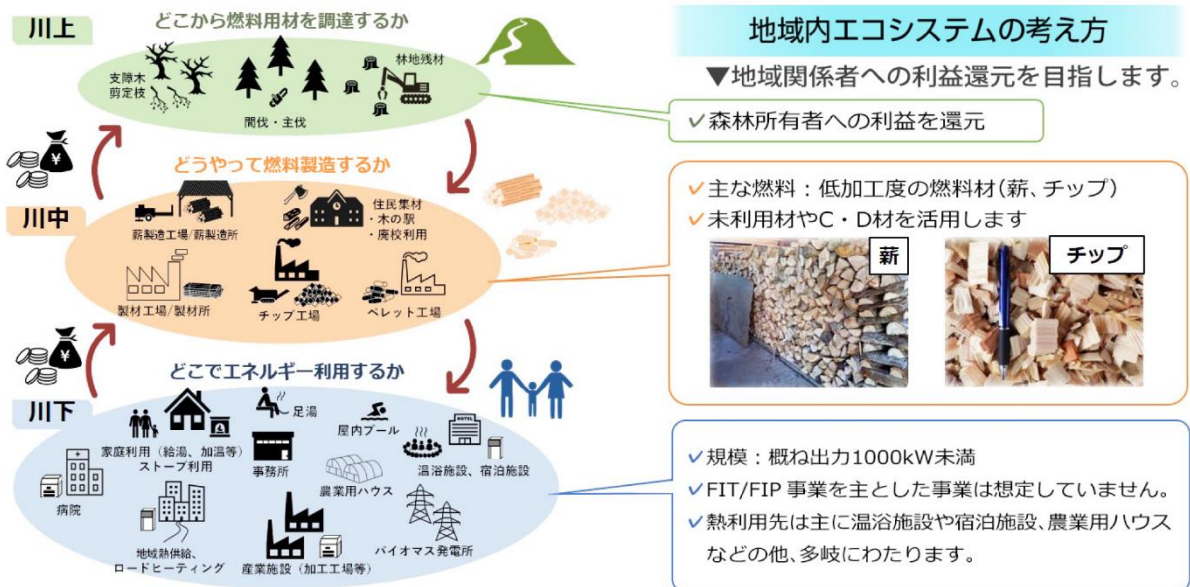 川上
どこから燃料用材を調達するか
支障木
剪定枝
林地残材
間伐・主伐
¥
どうやって燃料製造するか
川中
薪製造工場/薪製造所
住民集材
・木の駅
・廃校利用
製材工場/製材所
チップ工場
ペレット工場
¥
どこでエネルギー利用するか
川下
家庭利用（給湯、加温等）
ストーブ利用
足湯
事務所
屋内プール
農業用ハウス
HOTEL
温浴施設、宿泊施設
病院
地域熱供給、
ロードヒーティング
産業施設（加工工場等）
バイオマス発電所
地域内エコシステムの考え方
▼地域関係者への利益還元を目指します。
✓森林所有者への利益を還元
✓主な燃料：低加工度の燃料材（薪、チップ）
✓未利用材やC・D材を活用します
薪
チップ
✓規模：概ね出力1000kW未満
✓FIT/FIP 事業を主とした事業は想定していません。
✓熱利用先は主に温浴施設や宿泊施設、農業用ハウス
などの他、多岐にわたります。